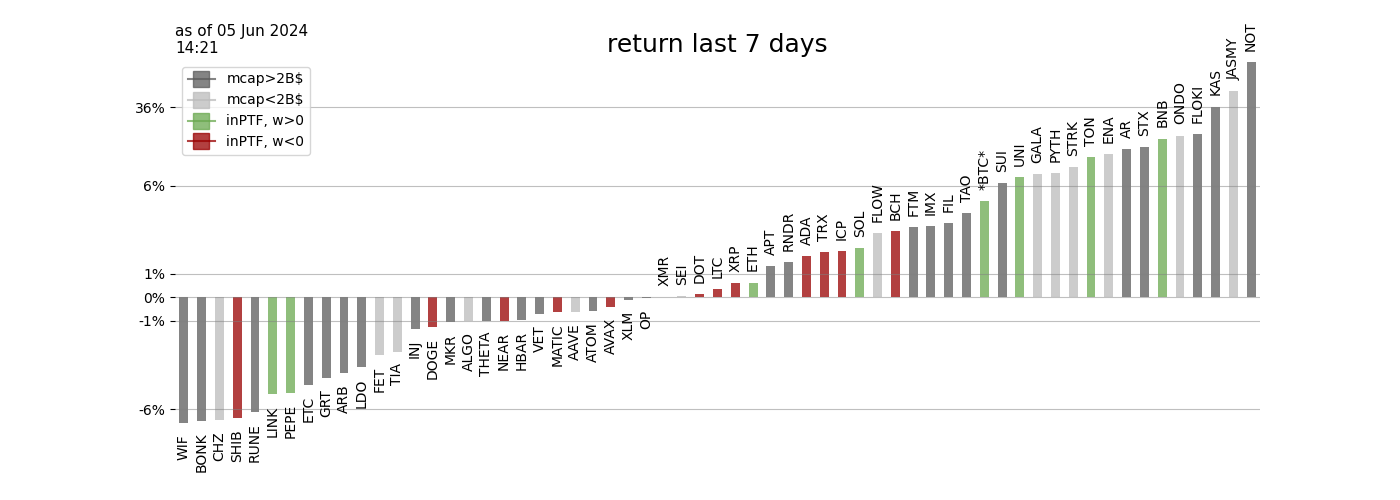 as of 05 Jun 2024
14:21
return last 7 days
mcap>2B$
mcap<2B$
inPTF, w>0
inPTF, w<0
36%
6%
1%
0%
-1%
-6%
WIF
BONK
CHZ
SHIB
RUNE
LINK
PEPE
ETC
GRT
ARB
LDO
FET
TIA
INJ
DOGE
MKR
ALGO
THETA
NEAR
HBAR
VET
MATIC
AAVE
ATOM
AVAX
XLM
OP
XMR
SEI
DOT
LTC
XRP
ETH
APT
RNDR
ADA
TRX
ICP
SOL
FLOW
BCH
FTM
IMX
FIL
TAO
*BTC*
SUI
UNI
GALA
PYTH
STRK
TON
ENA
AR
STX
BNB
ONDO
FLOKI
KAS
JASMY
NOT